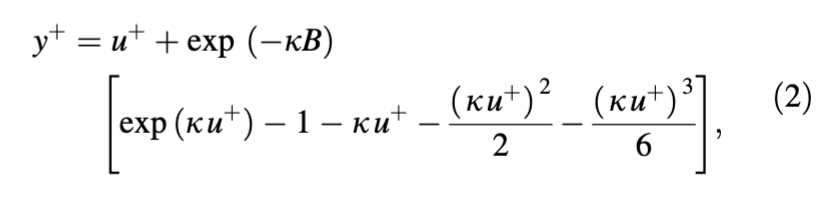 y⁺ = u⁺ + exp (−κB)
[exp (κu⁺) − 1 − κu⁺ − (κu⁺)²/2 − (κu⁺)³/6], (2)